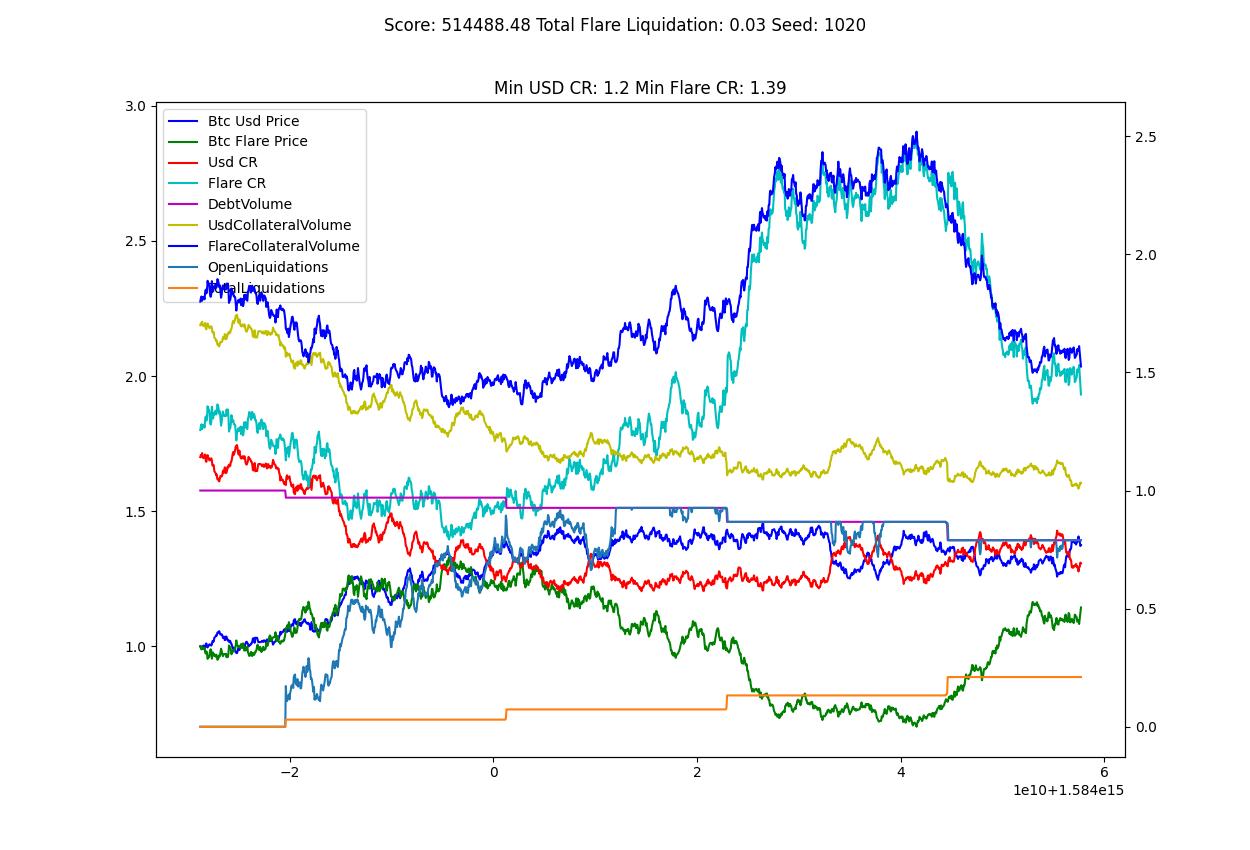 Score: 514488.48 Total Flare Liquidation: 0.03 Seed: 1020
Min USD CR: 1.2 Min Flare CR: 1.39
3.0
2.5
2.0
1.5
1.0
Btc Usd Price
Btc Flare Price
Usd CR
Flare CR
DebtVolume
UsdCollateralVolume
FlareCollateralVolume
OpenLiquidations
TotalLiquidations
2.5
2.0
1.5
1.0
0.5
0.0
−2 0 2 4 6
1e10+1.584e15